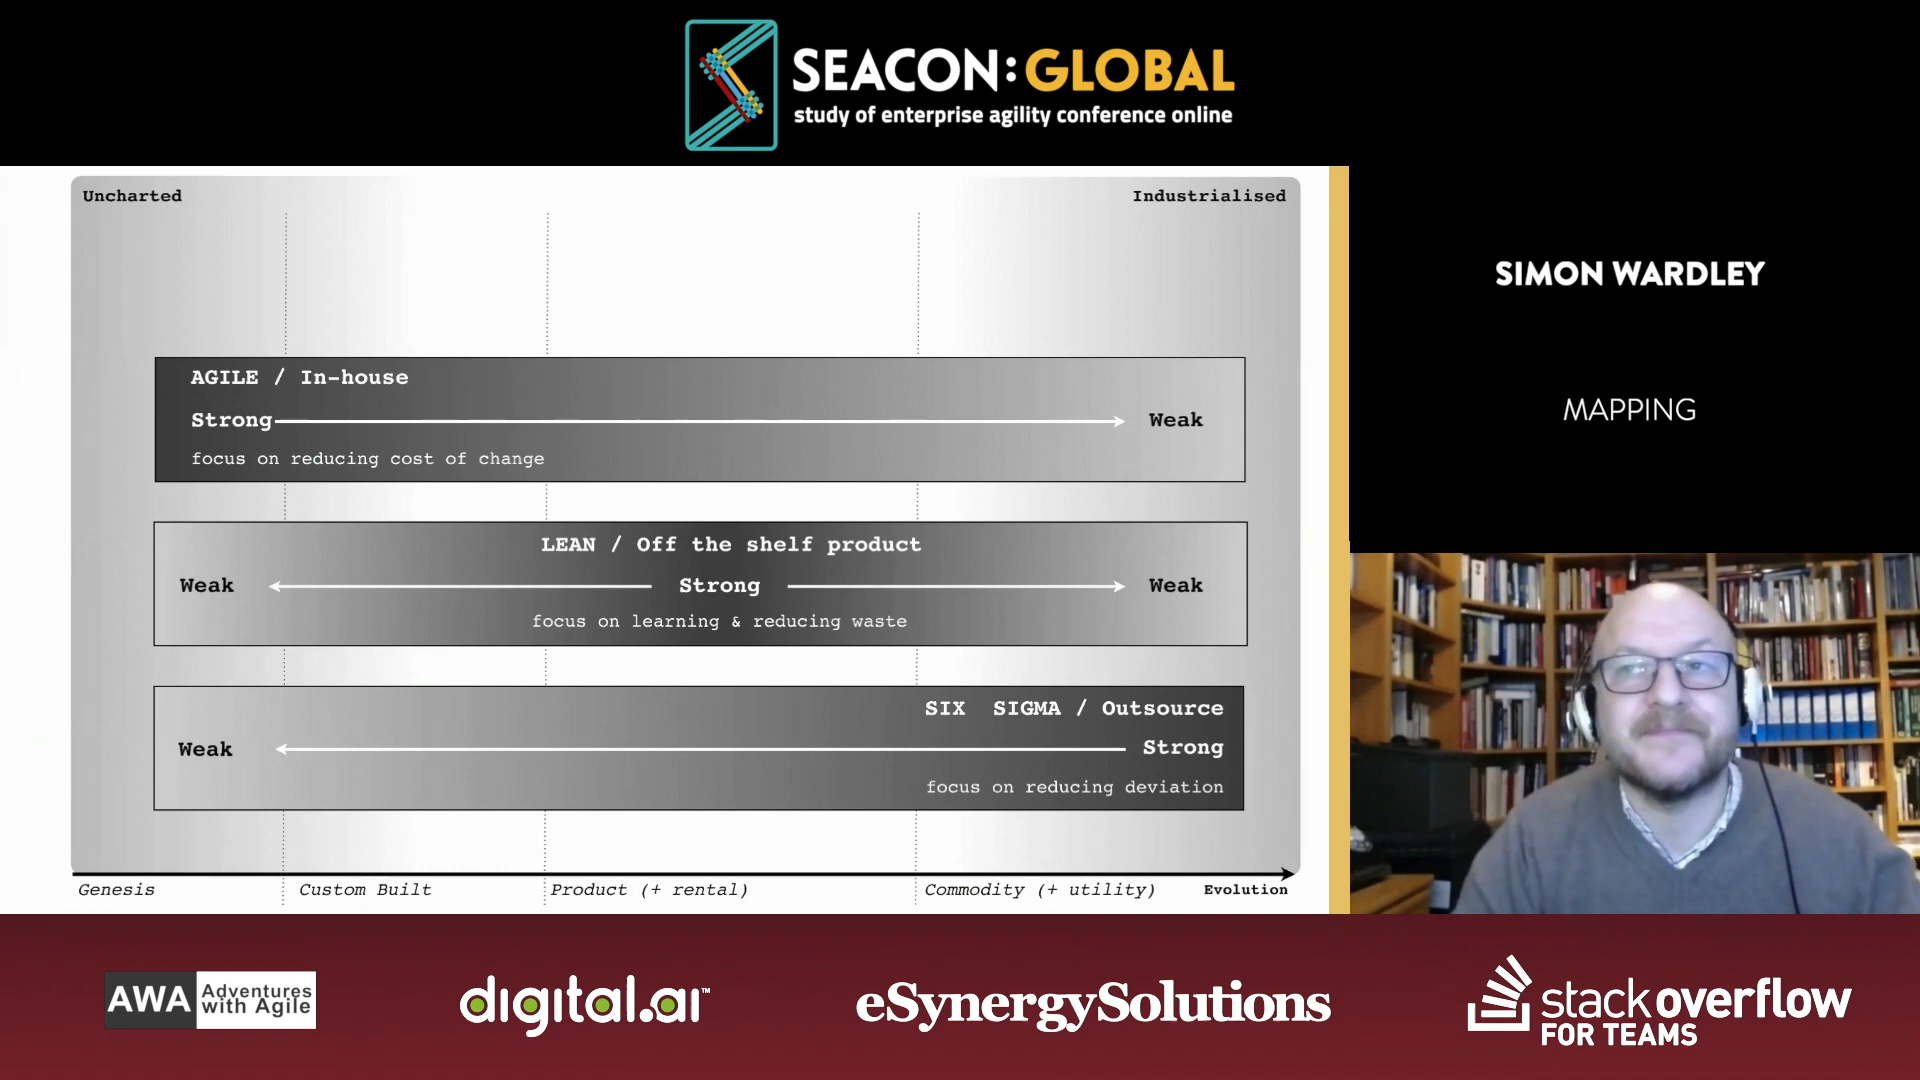 SEACON:GLOBAL
study of enterprise agility conference online
Uncharted
Industrialised
AGILE / In-house
Strong
Weak
focus on reducing cost of change
LEAN / Off the shelf product
Weak
Strong
Weak
focus on learning & reducing waste
SIX SIGMA / Outsource
Weak
Strong
focus on reducing deviation
Genesis
Custom Built
Product (+ rental)
Commodity (+ utility)
Evolution
SIMON WARDLEY
MAPPING
AWA Adventures
with Agile
digital.ai™
eSynergySolutions
stackoverflow
FOR TEAMS